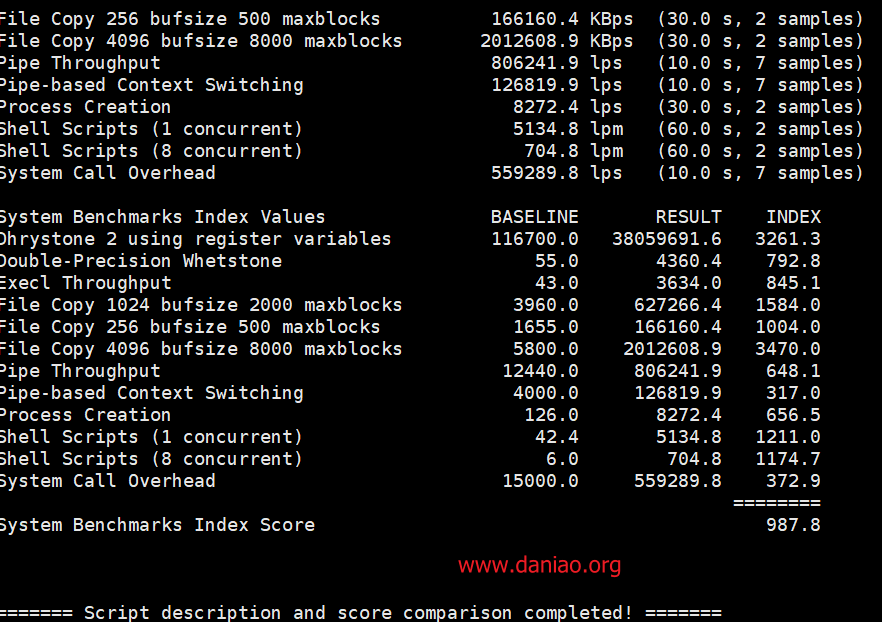 File Copy 256 bufsize 500 maxblocks 166160.4 KBps (30.0 s, 2 samples)
File Copy 4096 bufsize 8000 maxblocks 2012608.9 KBps (30.0 s, 2 samples)
Pipe Throughput 806241.9 lps (10.0 s, 7 samples)
Pipe-based Context Switching 126819.9 lps (10.0 s, 7 samples)
Process Creation 8272.4 lps (30.0 s, 2 samples)
Shell Scripts (1 concurrent) 5134.8 lpm (60.0 s, 2 samples)
Shell Scripts (8 concurrent) 704.8 lpm (60.0 s, 2 samples)
System Call Overhead 559289.8 lps (10.0 s, 7 samples)
System Benchmarks Index Values BASELINE RESULT INDEX
Dhrystone 2 using register variables 116700.0 38059691.6 3261.3
Double-Precision Whetstone 55.0 4360.4 792.8
Execl Throughput 43.0 3634.0 845.1
File Copy 1024 bufsize 2000 maxblocks 3960.0 627266.4 1584.0
File Copy 256 bufsize 500 maxblocks 1655.0 166160.4 1004.0
File Copy 4096 bufsize 8000 maxblocks 5800.0 2012608.9 3470.0
Pipe Throughput 12440.0 806241.9 648.1
Pipe-based Context Switching 4000.0 126819.9 317.0
Process Creation 126.0 8272.4 656.5
Shell Scripts (1 concurrent) 42.4 5134.8 1211.0
Shell Scripts (8 concurrent) 6.0 704.8 1174.7
System Call Overhead 15000.0 559289.8 372.9
========
System Benchmarks Index Score 987.8
www.daniao.org
======= Script description and score comparison completed! =======